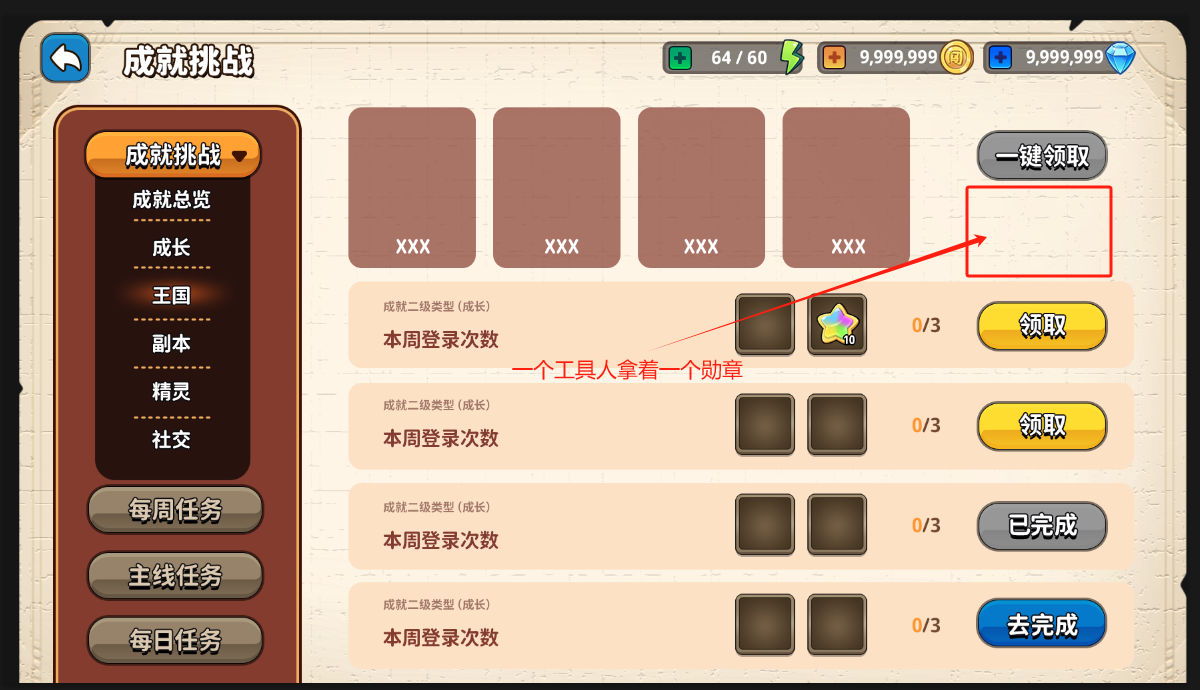 成就挑战
64 / 60
9,999,999
9,999,999
成就挑战
成就总览
成长
王国
副本
精灵
社交
每周任务
主线任务
每日任务
XXX
XXX
XXX
XXX
一键领取
成就二级类型 (成长)
本周登录次数
10
0/3
领取
一个工具人拿着一个勋章
成就二级类型 (成长)
本周登录次数
0/3
领取
成就二级类型 (成长)
本周登录次数
0/3
已完成
成就二级类型 (成长)
本周登录次数
0/3
去完成